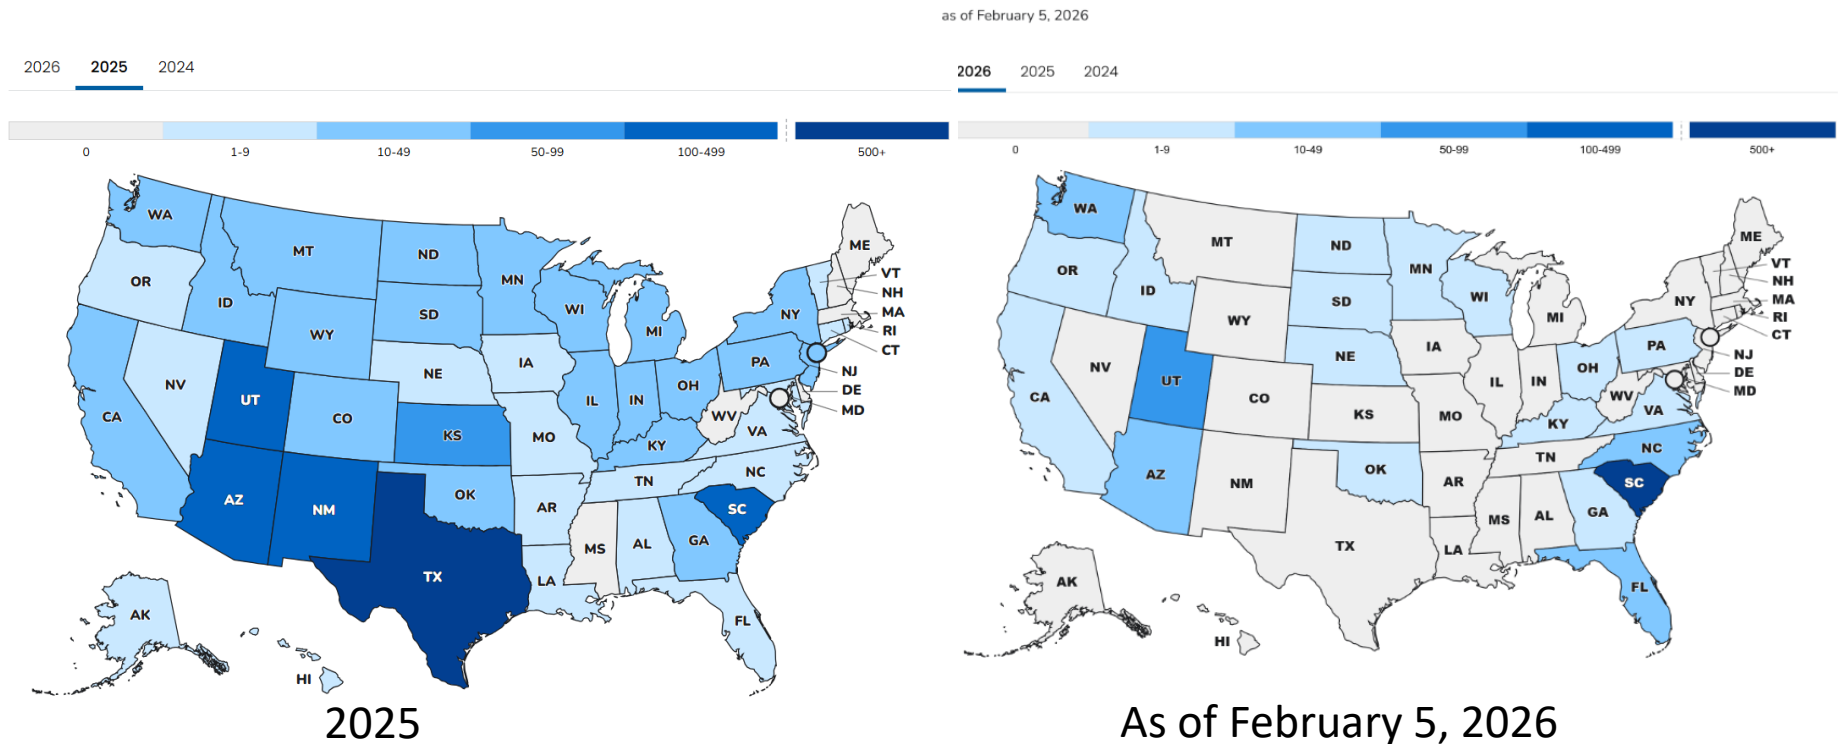 as of February 5, 2026
2026 2025 2024
0 1-9 10-49 50-99 100-499 500+
WA
MT
ND
MN
ME
VT
NH
MA
RI
CT
OR
ID
SD
WI
NY
MI
WY
PA
NJ
DE
MD
NV
NE
IA
UT
CO
IL
IN
OH
WV
CA
KS
MO
KY
VA
NC
TN
AZ
NM
OK
AR
SC
MS
AL
GA
TX
LA
AK
FL
HI
2025
2026 2025 2024
0 1-9 10-49 50-99 100-499 500+
WA
MT
ND
MN
ME
VT
NH
MA
RI
CT
OR
ID
SD
WI
NY
MI
WY
PA
NJ
DE
MD
NV
NE
IA
UT
CO
IL
IN
OH
WV
CA
KS
MO
KY
VA
NC
TN
AZ
NM
OK
AR
SC
MS
AL
GA
TX
LA
AK
FL
HI
As of February 5, 2026